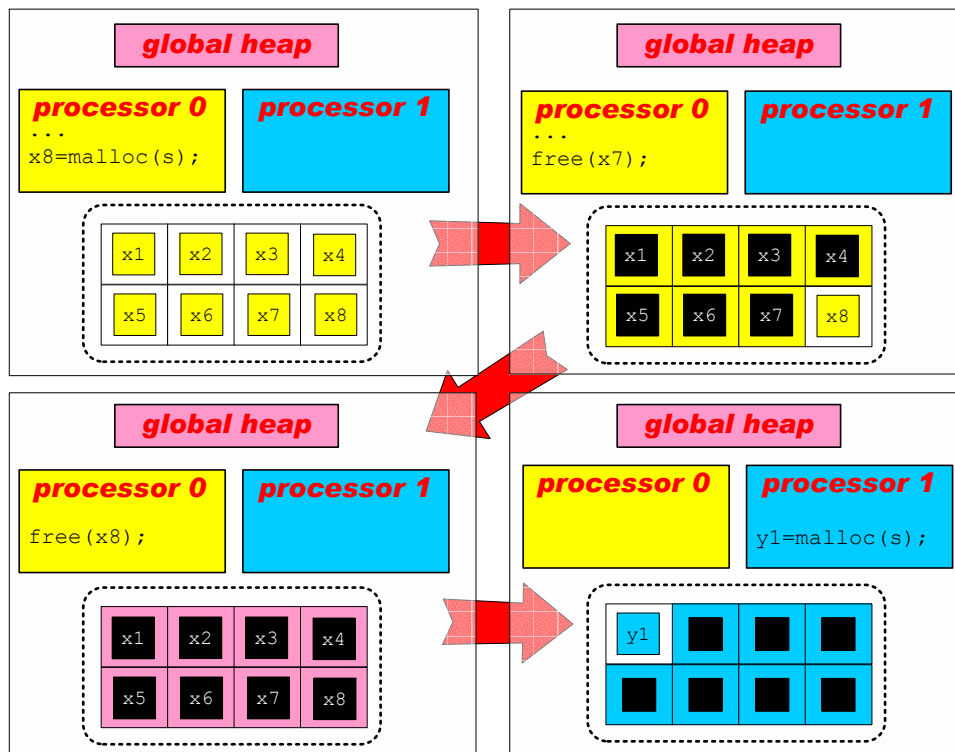 global heap
processor 0
processor 1
...
x8=malloc(s);
x1 x2 x3 x4
x5 x6 x7 x8
global heap
processor 0
processor 1
...
free(x7);
x1 x2 x3 x4
x5 x6 x7 x8
global heap
processor 0
processor 1
free(x8);
x1 x2 x3 x4
x5 x6 x7 x8
global heap
processor 0
processor 1
y1=malloc(s);
y1